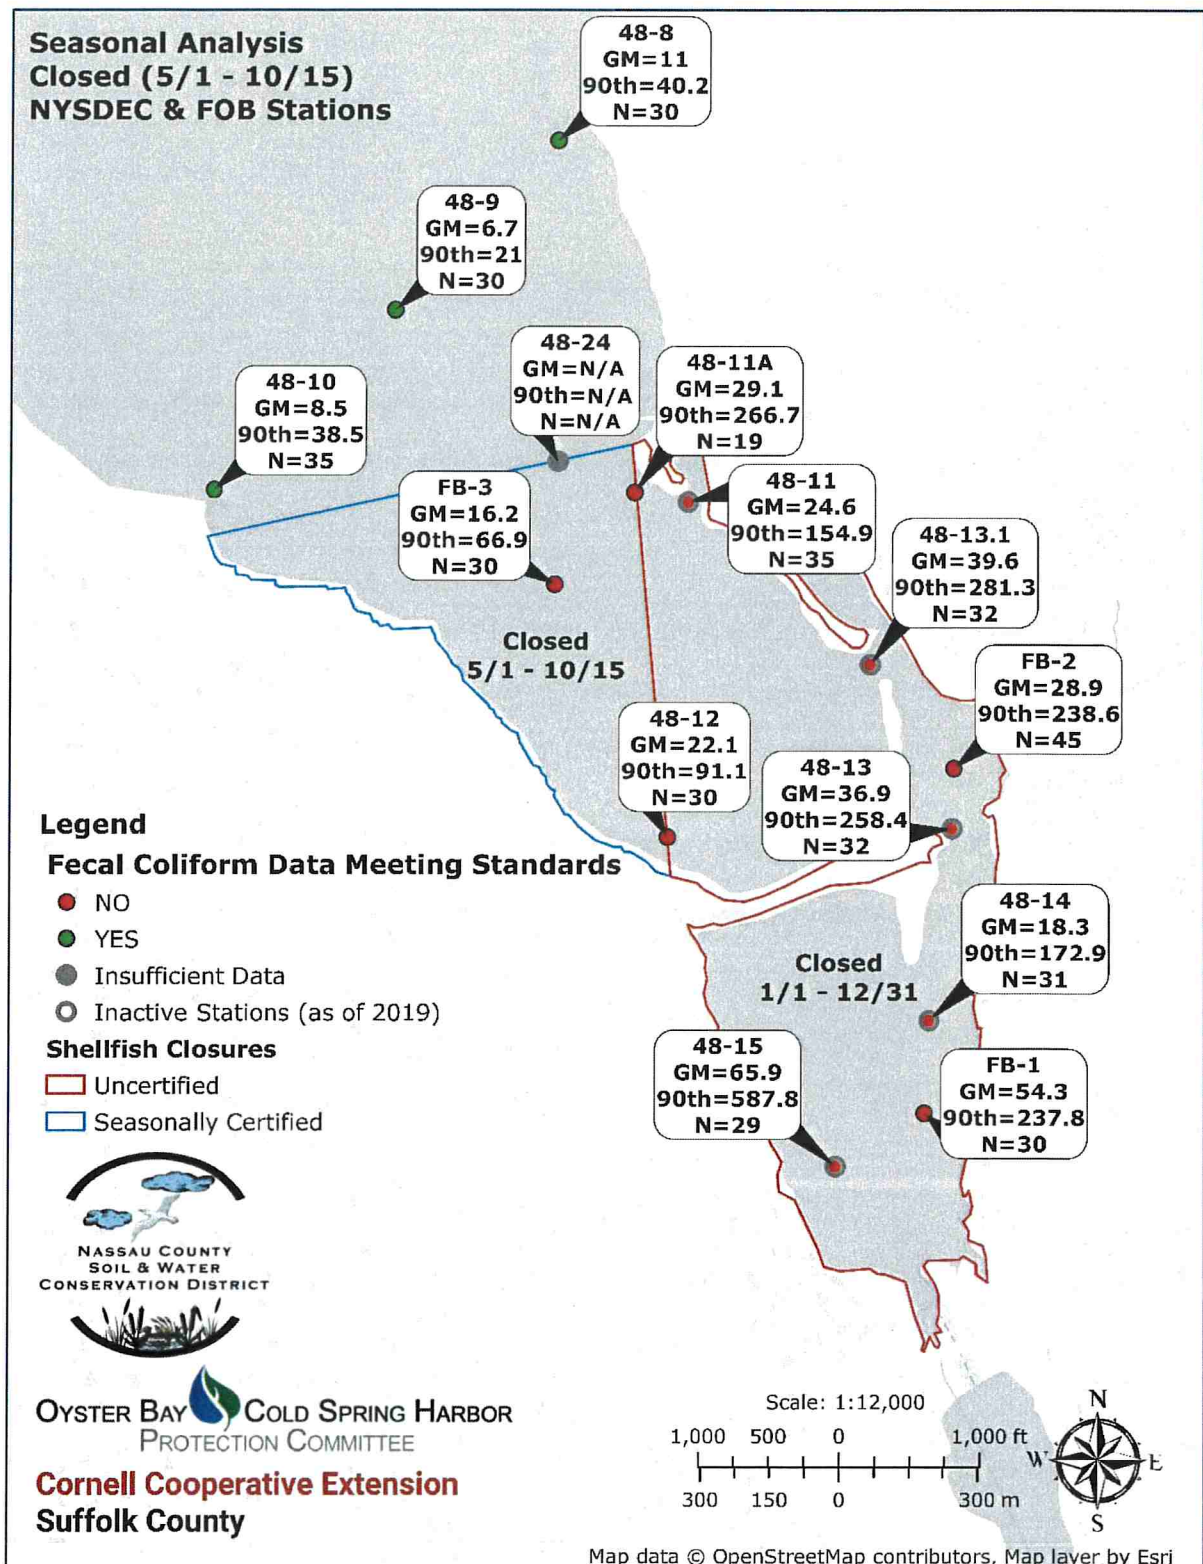 Seasonal Analysis
Closed (5/1 - 10/15)
NYSDEC & FOB Stations
48-8
GM=11
90th=40.2
N=30
48-9
GM=6.7
90th=21
N=30
48-24
GM=N/A
90th=N/A
N=N/A
48-11A
GM=29.1
90th=266.7
N=19
48-10
GM=8.5
90th=38.5
N=35
FB-3
GM=16.2
90th=66.9
N=30
48-11
GM=24.6
90th=154.9
N=35
48-13.1
GM=39.6
90th=281.3
N=32
Closed
5/1 - 10/15
FB-2
GM=28.9
90th=238.6
N=45
48-12
GM=22.1
90th=91.1
N=30
48-13
GM=36.9
90th=258.4
N=32
48-14
GM=18.3
90th=172.9
N=31
Closed
1/1 - 12/31
48-15
GM=65.9
90th=587.8
N=29
FB-1
GM=54.3
90th=237.8
N=30
Legend
Fecal Coliform Data Meeting Standards
NO
YES
Insufficient Data
Inactive Stations (as of 2019)
Shellfish Closures
Uncertified
Seasonally Certified
NASSAU COUNTY
SOIL & WATER
CONSERVATION DISTRICT
OYSTER BAY COLD SPRING HARBOR
PROTECTION COMMITTEE
Cornell Cooperative Extension
Suffolk County
Scale: 1:12,000
1,000 500 0 1,000 ft
300 150 0 300 m
N
W E
S
Map data © OpenStreetMap contributors, Map layer by Esri